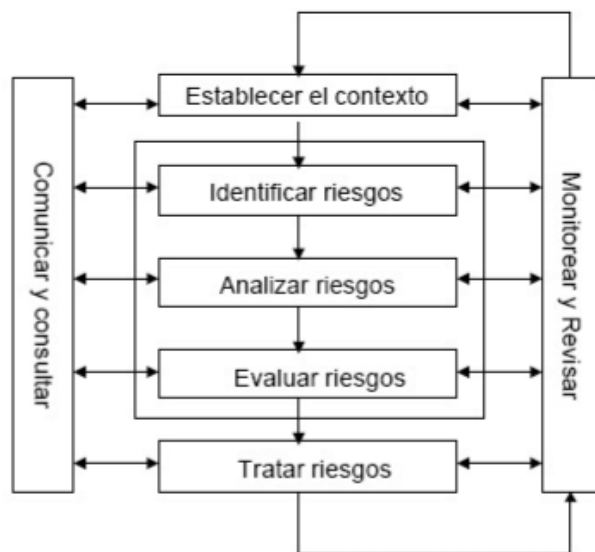 Establecer el contexto
Comunicar y consultar
Identificar riesgos
Analizar riesgos
Evaluar riesgos
Tratar riesgos
Monitorear y Revisar